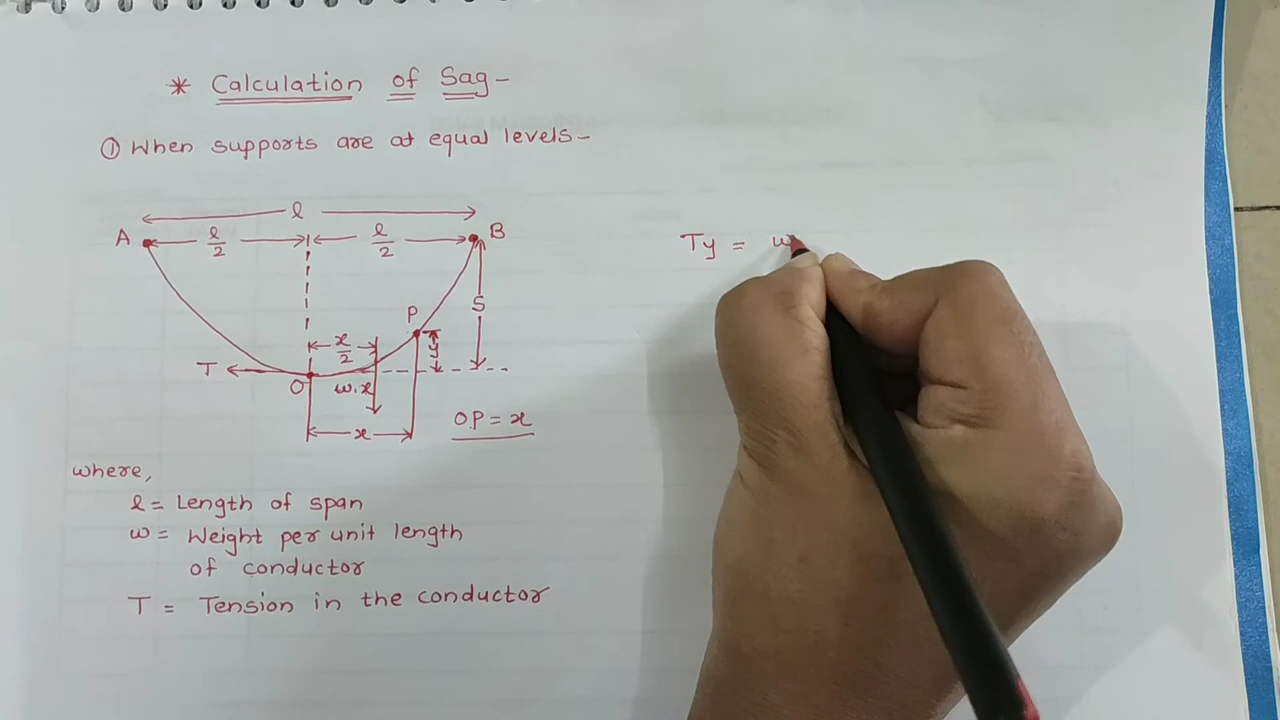 * Calculation of Sag-
① When supports are at equal levels-
l
A l/2 l/2 B
S
P
x/2 y
T
O w.x
x OP = x
Ty = w
where,
l = Length of span
w = Weight per unit length
of conductor
T = Tension in the conductor